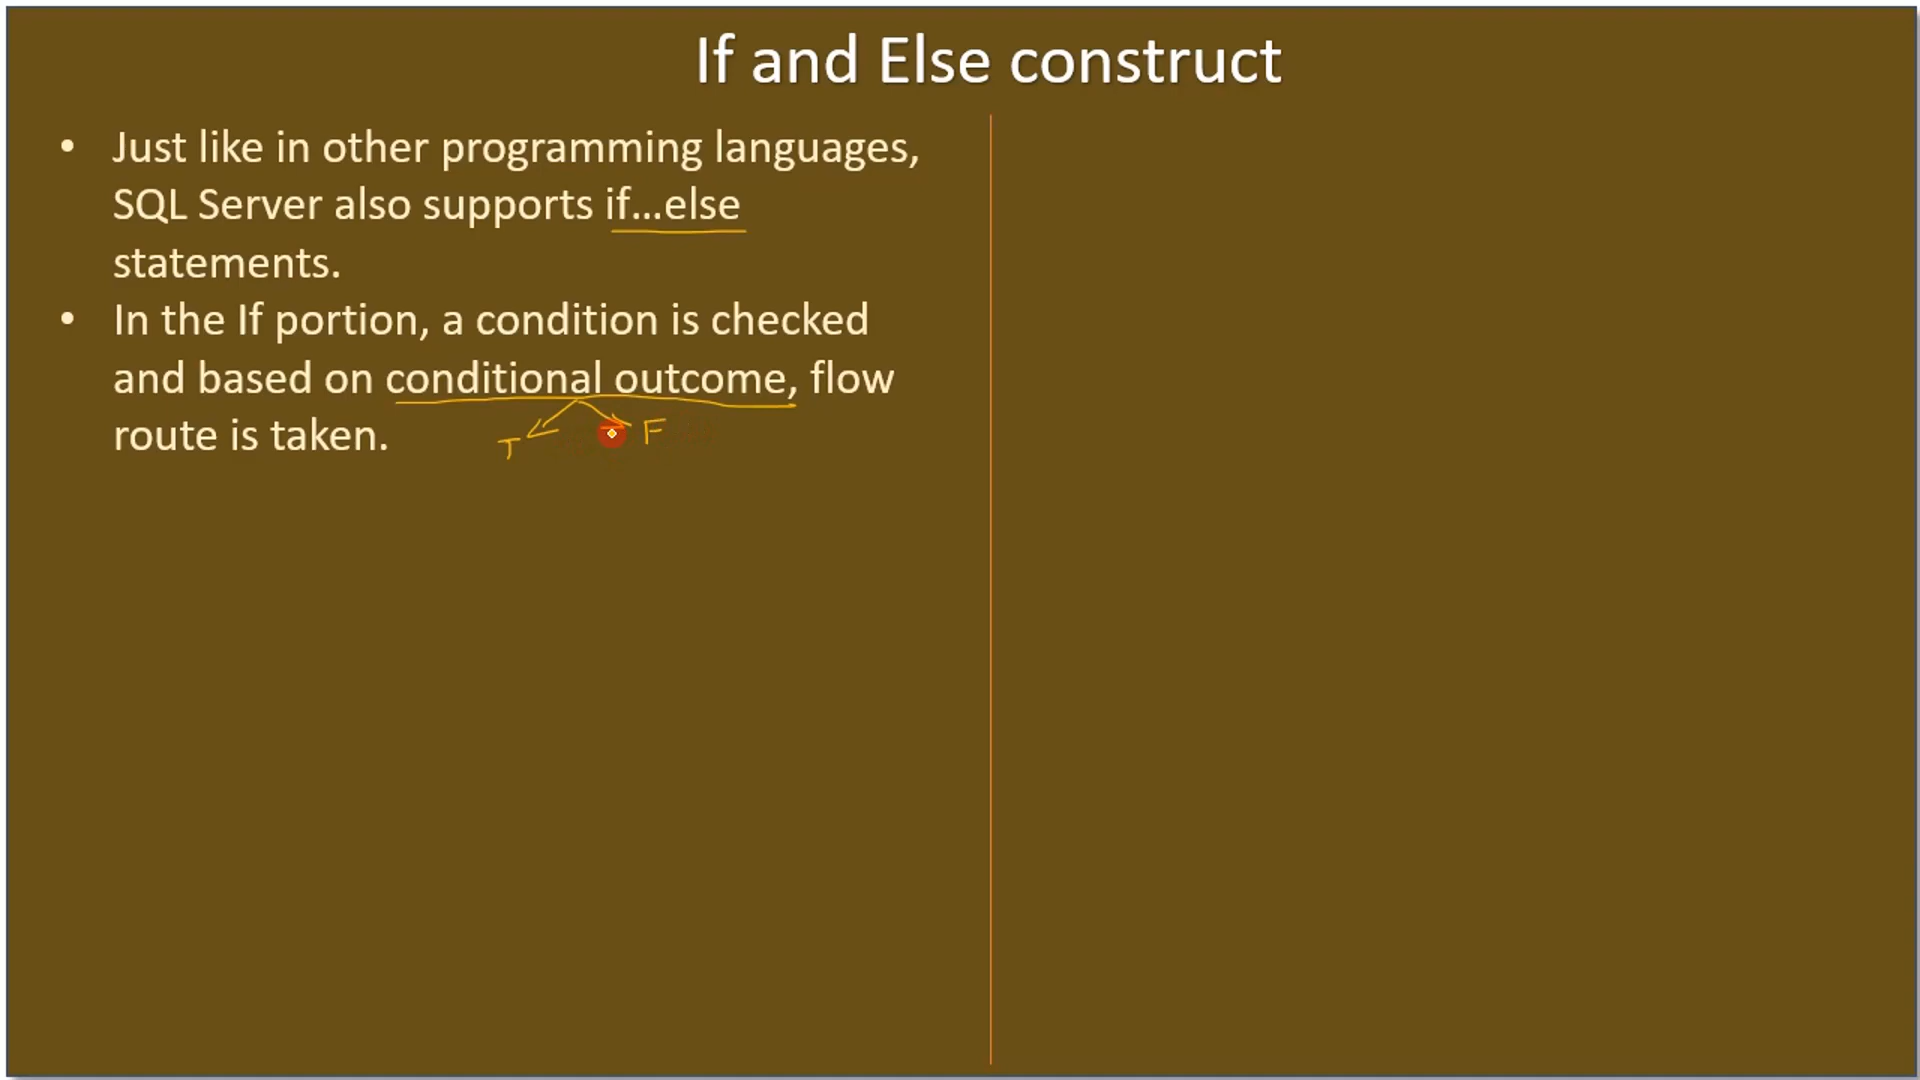 If and Else construct
• Just like in other programming languages,
SQL Server also supports if...else
statements.
• In the If portion, a condition is checked
and based on conditional outcome, flow
route is taken.
T F